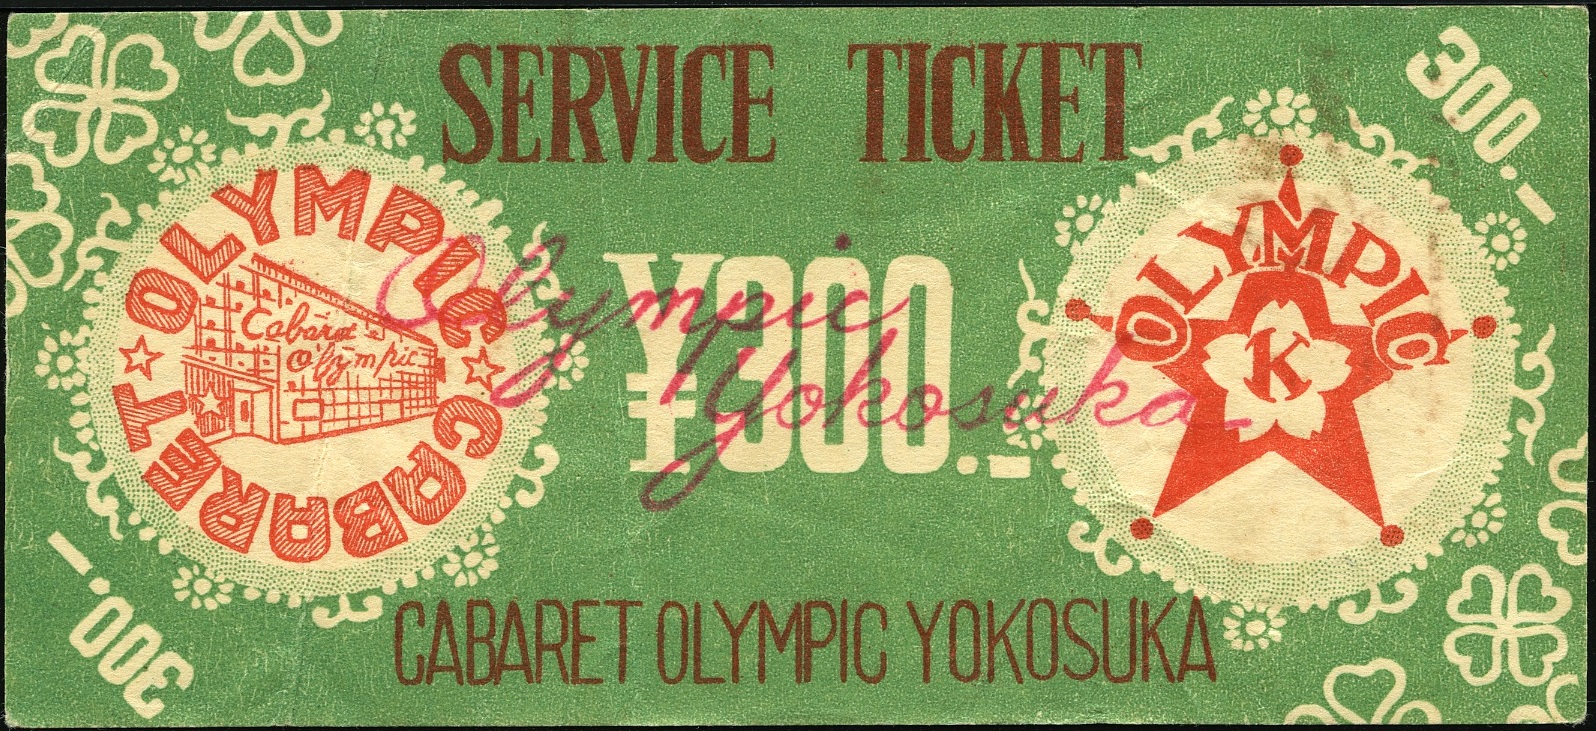 SERVICE TICKET
300.-
OLYMPIC
CABARET
Cabaret
Olympic
¥300.-
Olympic
Yokosuka
OLYMPIC
K
300.-
CABARET OLYMPIC YOKOSUKA